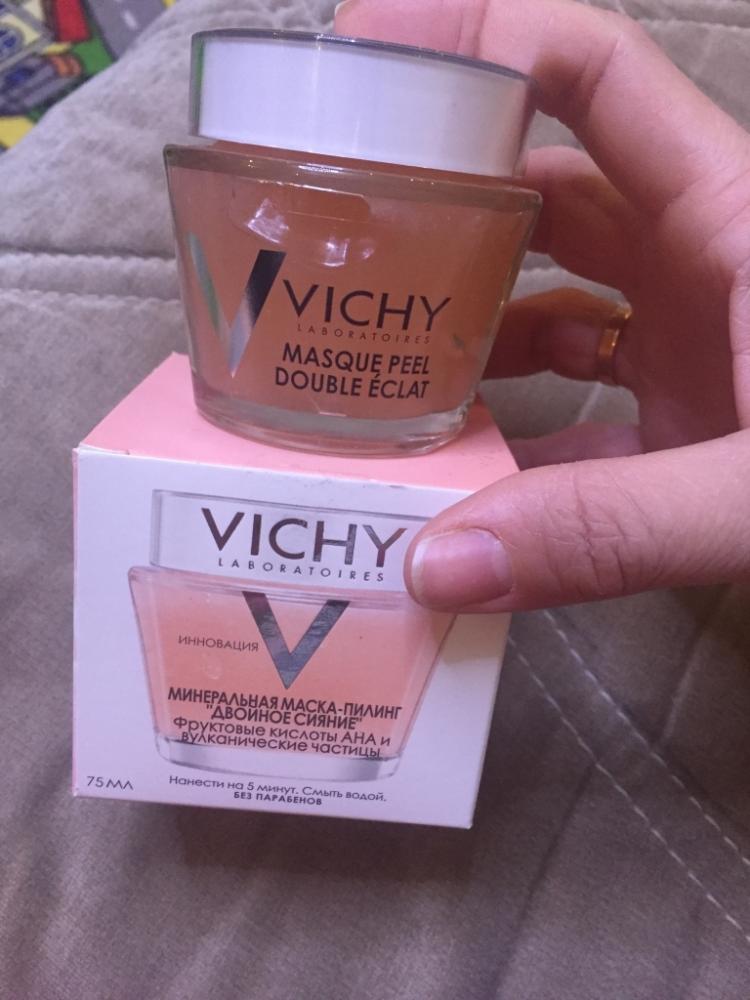 VICHY
LABORATOIRES
MASQUE PEEL
DOUBLE ÉCLAT
VICHY
LABORATOIRES
ИННОВАЦИЯ
МИНЕРАЛЬНАЯ МАСКА-ПИЛИНГ
"ДВОЙНОЕ СИЯНИЕ"
Фруктовые кислоты АНА и
вулканические частицы
75 МЛ
Нанести на 5 минут. Смыть водой.
БЕЗ ПАРАБЕНОВ